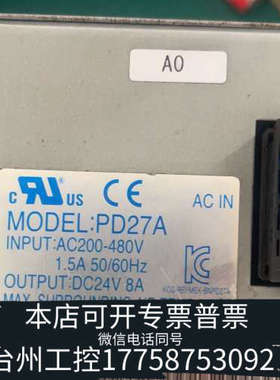 A0
c RU US CE
AC IN
MODEL:PD27A
INPUT:AC200-480V
1.5A 50/60Hz
OUTPUT:DC24V 8A
本店可开专票普票
微信电话同号
台州工控17758753092